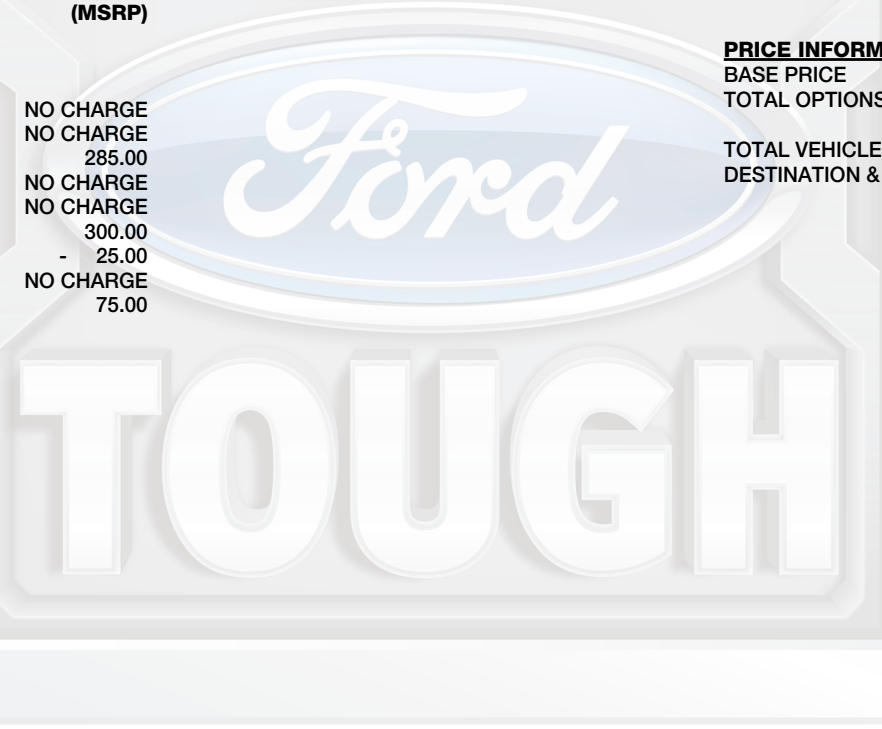 (MSRP)
NO CHARGE
NO CHARGE
285.00
NO CHARGE
NO CHARGE
300.00
- 25.00
NO CHARGE
75.00
PRICE INFORM
BASE PRICE
TOTAL OPTIONS
TOTAL VEHICLE
DESTINATION &
Ford
TOUGH